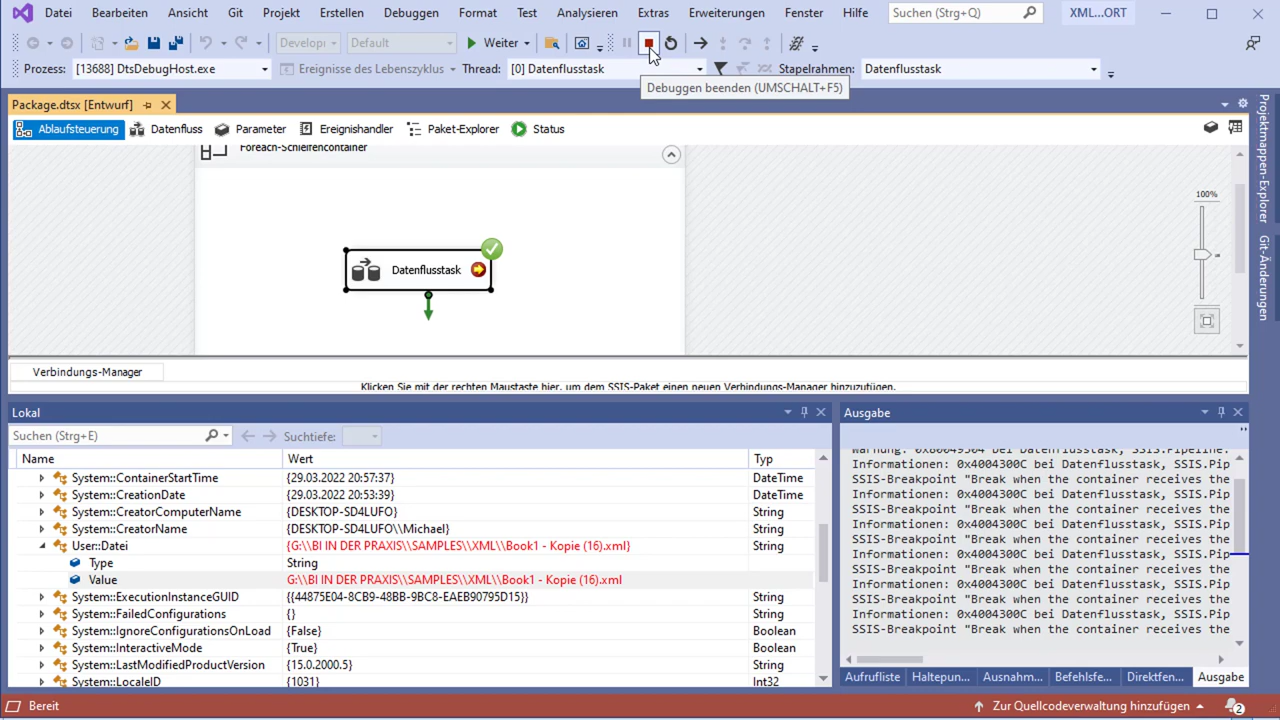 Datei Bearbeiten Ansicht Git Projekt Erstellen Debuggen Format Test Analysieren Extras Erweiterungen Fenster Hilfe Suchen (Strg+Q) XML...ORT
Developi Default Weiter
Prozess: [13688] DtsDebugHost.exe Ereignisse des Lebenszyklus Thread: [0] Datenflusstask Stapelrahmen: Datenflusstask
Debuggen beenden (UMSCHALT+F5)
Package.dtsx [Entwurf]
Ablaufsteuerung Datenfluss Parameter Ereignishandler Paket-Explorer Status
Foreach-Schleifencontainer
Datenflusstask
100%
Projektmappen-Explorer
Git-Änderungen
Verbindungs-Manager
Klicken Sie mit der rechten Maustaste hier, um dem SSIS-Paket einen neuen Verbindungs-Manager hinzuzufügen.
Lokal
Suchen (Strg+E) Suchtiefe:
Name Wert Typ
System::ContainerStartTime {29.03.2022 20:57:37} DateTime
System::CreationDate {29.03.2022 20:53:39} DateTime
System::CreatorComputerName {DESKTOP-SD4LUFO} String
System::CreatorName {DESKTOP-SD4LUFO\\Michael} String
User::Datei {G:\\BI IN DER PRAXIS\\SAMPLES\\XML\\Book1 - Kopie (16).xml} String
Type String
Value G:\\BI IN DER PRAXIS\\SAMPLES\\XML\\Book1 - Kopie (16).xml
System::ExecutionInstanceGUID {{44875E04-8CB9-48BB-9BC8-EAEB90795D15}} String
System::FailedConfigurations {} String
System::IgnoreConfigurationsOnLoad {False} Boolean
System::InteractiveMode {True} Boolean
System::LastModifiedProductVersion {15.0.2000.5} String
System::LocaleID {1031} Int32
Ausgabe
Warnung: 0x80049304 bei Datenflusstask, SSIS.Pipeline:
Informationen: 0x4004300C bei Datenflusstask, SSIS.Pip
SSIS-Breakpoint "Break when the container receives the
Informationen: 0x4004300C bei Datenflusstask, SSIS.Pip
SSIS-Breakpoint "Break when the container receives the
Informationen: 0x4004300C bei Datenflusstask, SSIS.Pip
SSIS-Breakpoint "Break when the container receives the
Informationen: 0x4004300C bei Datenflusstask, SSIS.Pip
SSIS-Breakpoint "Break when the container receives the
Informationen: 0x4004300C bei Datenflusstask, SSIS.Pip
SSIS-Breakpoint "Break when the container receives the
Informationen: 0x4004300C bei Datenflusstask, SSIS.Pip
SSIS-Breakpoint "Break when the container receives the
Aufrufliste Haltepun... Ausnahm... Befehlsfe... Direktfen... Ausgabe
Bereit Zur Quellcodeverwaltung hinzufügen 2